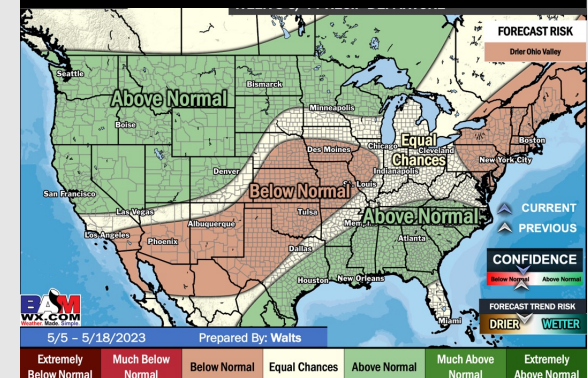 FORECAST RISK
Drier Ohio Valley
Seattle
Bismarck
Above Normal
Minneapolis
Boise
Equal
Chances
Boston
Des Moines
Chicago
Cleveland
New York City
Indianapolis
Denver
Below Normal
St Louis
San Francisco
Las Vegas
Tulsa
Above Normal
CURRENT
Albuquerque
PREVIOUS
Los Angeles
Phoenix
Atlanta
Dallas
CONFIDENCE
Below Normal
Above Normal
Houston
New Orleans
BAM
WX.COM
Weather. Made. Simple.
FORECAST TREND RISK
Miami
DRIER
WETTER
5/5 – 5/18/2023
Prepared By: Walts
Extremely
Below Normal
Much Below
Normal
Below Normal
Equal Chances
Above Normal
Much Above
Normal
Extremely
Above Normal